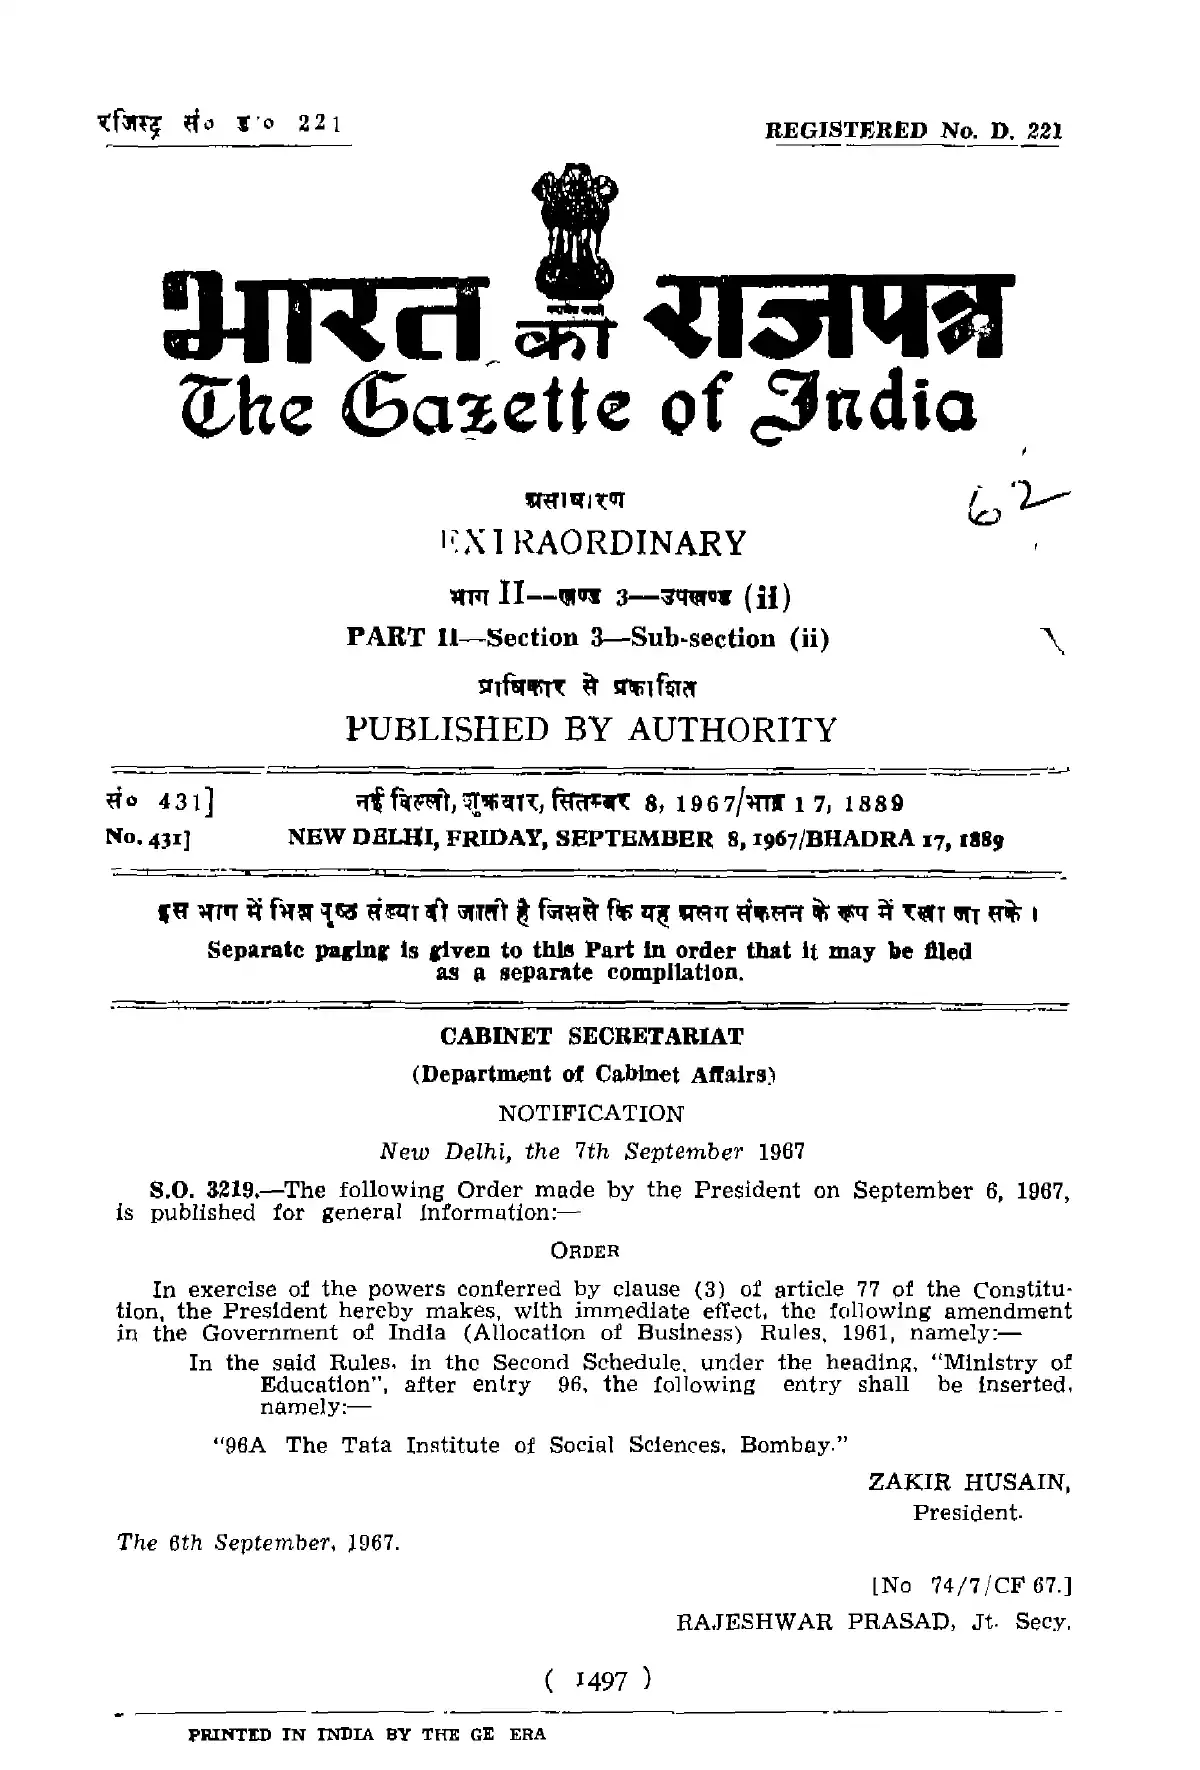 रजिस्ट्र सं० ड०  221
REGISTERED No. D. 221
भारत का राजपत्र
The Gazette of India
असाधारण
62
EXTRAORDINARY
भाग II—खण्ड 3—उपखण्ड (ii)
PART II—Section 3—Sub-section (ii)
प्राधिकार से प्रकाशित
PUBLISHED BY AUTHORITY
सं० 431] नई दिल्ली, शुक्रवार, सितम्बर 8, 1967/भाद्र 17, 1889
No. 431] NEW DELHI, FRIDAY, SEPTEMBER 8, 1967/BHADRA 17, 1889
इस भाग में भिन्न पृष्ठ संख्या दी जाती है जिससे कि यह अलग संकलन के रूप में रखा जा सके ।
Separate paging is given to this Part in order that it may be filed
as a separate compilation.
CABINET SECRETARIAT
(Department of Cabinet Affairs)
NOTIFICATION
New Delhi, the 7th September 1967
S.O. 3219.—The following Order made by the President on September 6, 1967,
is published for general information:—
ORDER
In exercise of the powers conferred by clause (3) of article 77 of the Constitu-
tion, the President hereby makes, with immediate effect, the following amendment
in the Government of India (Allocation of Business) Rules, 1961, namely:—
In the said Rules, in the Second Schedule, under the heading, “Ministry of
Education”, after entry 96, the following entry shall be inserted,
namely:—
“96A The Tata Institute of Social Sciences, Bombay.”
ZAKIR HUSAIN,
President.
The 6th September, 1967.
[No 74/7/CF 67.]
RAJESHWAR PRASAD, Jt. Secy.
( 1497 )
PRINTED IN INDIA BY THE GE ERA